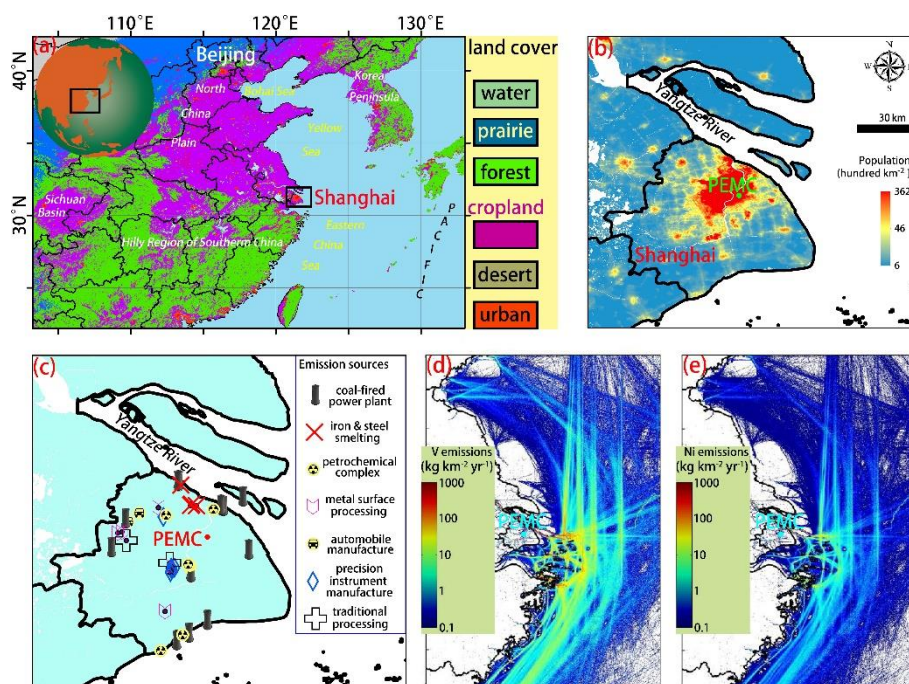 110°E
120°E
130°E
(a)
40°N
30°N
Beijing
North
China
Plain
Bohai Sea
Korea
Peninsula
Yellow
Sea
Shanghai
Sichuan
Basin
Hilly Region of Southern China
Eastern
China
Sea
PACIFIC
land cover
water
prairie
forest
cropland
desert
urban
(b)
N
W
E
S
30 km
Yangtze River
PEMC
Shanghai
Population
(hundred km⁻²)
362
46
6
(c)
Yangtze River
PEMC
Emission sources
coal-fired
power plant
iron & steel
smelting
petrochemical
complex
metal surface
processing
automobile
manufacture
precision
instrument
manufacture
traditional
processing
(d)
V emissions
(kg km⁻² yr⁻¹)
1000
100
10
1
0.1
PEMC
(e)
Ni emissions
(kg km⁻² yr⁻¹)
1000
100
10
1
0.1
PEMC